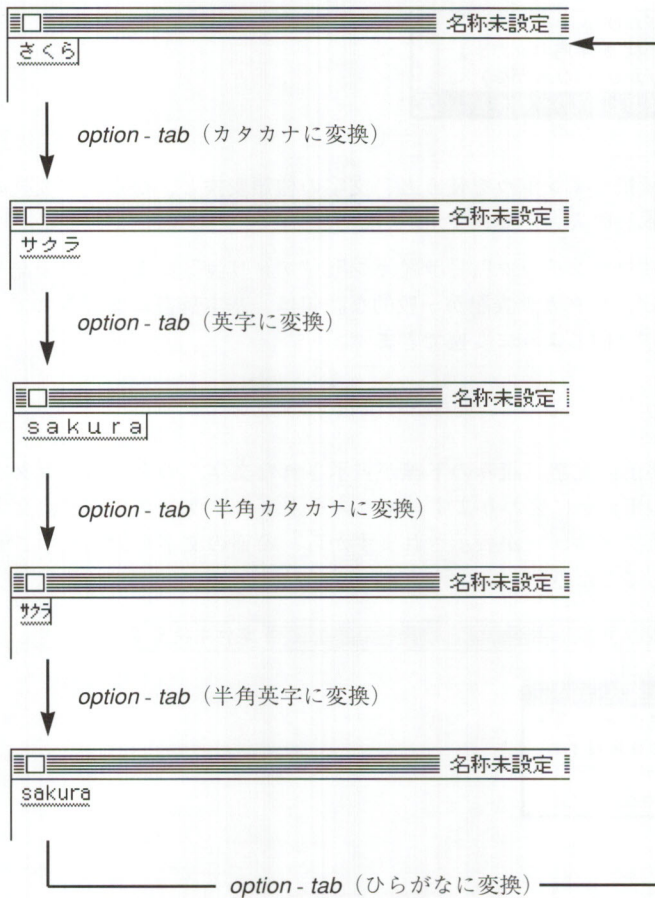 名称未設定
さくら
option - tab（カタカナに変換）
名称未設定
サクラ
option - tab（英字に変換）
名称未設定
ｓａｋｕｒａ
option - tab（半角カタカナに変換）
名称未設定
ｻｸﾗ
option - tab（半角英字に変換）
名称未設定
sakura
option - tab（ひらがなに変換）